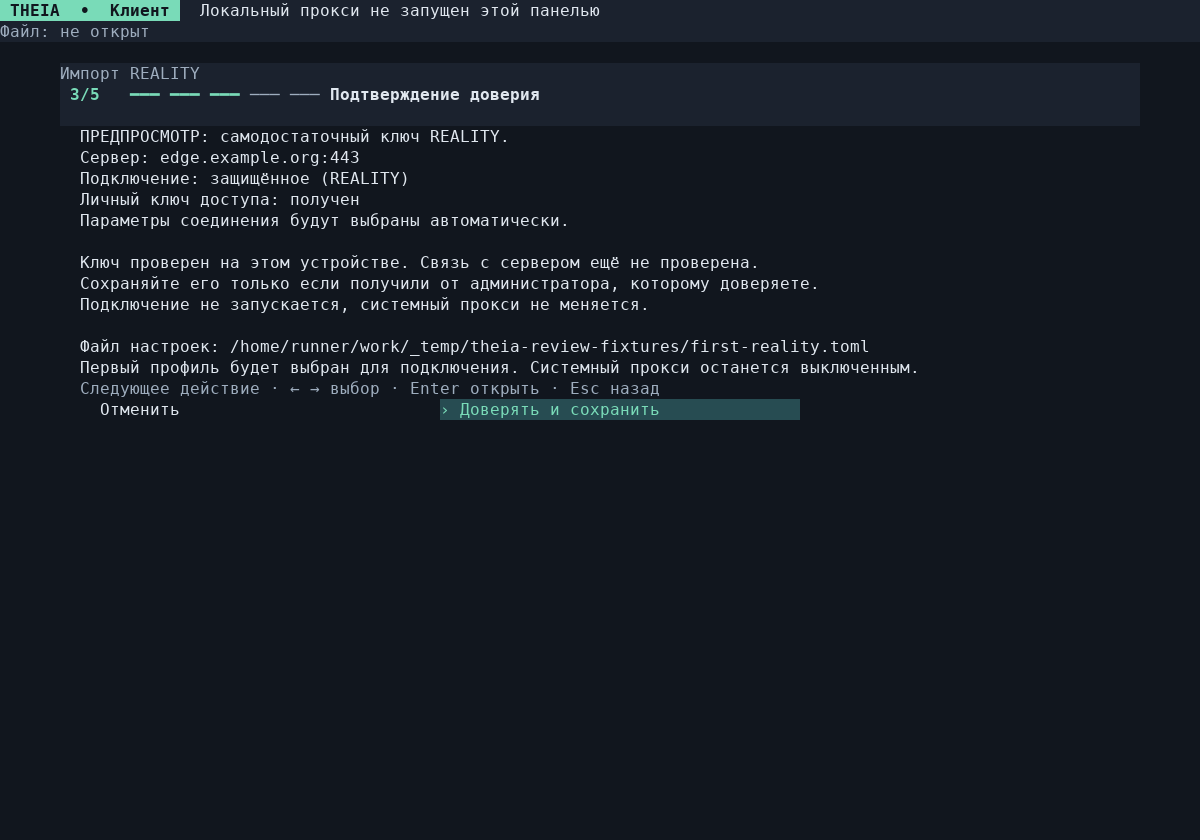 THEIA • Клиент Локальный прокси не запущен этой панелью
Файл: не открыт
Импорт REALITY
3/5 ━━━ ━━━ ━━━ ─── ─── Подтверждение доверия
ПРЕДПРОСМОТР: самодостаточный ключ REALITY.
Сервер: edge.example.org:443
Подключение: защищённое (REALITY)
Личный ключ доступа: получен
Параметры соединения будут выбраны автоматически.
Ключ проверен на этом устройстве. Связь с сервером ещё не проверена.
Сохраняйте его только если получили от администратора, которому доверяете.
Подключение не запускается, системный прокси не меняется.
Файл настроек: /home/runner/work/_temp/theia-review-fixtures/first-reality.toml
Первый профиль будет выбран для подключения. Системный прокси останется выключенным.
Следующее действие · ← → выбор · Enter открыть · Esc назад
Отменить › Доверять и сохранить